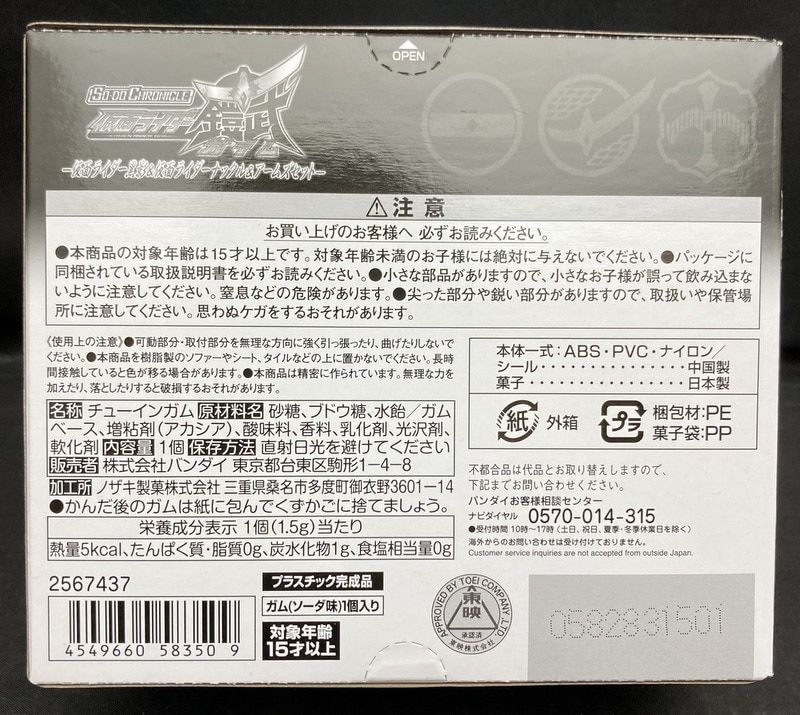 OPEN
SO-DO CHRONICLE
仮面ライダー
鎧武
ガイム
―仮面ライダー黒影&仮面ライダーナックル&アームズセット―
⚠注意
お買い上げのお客様へ 必ずお読みください。
●本商品の対象年齢は15才以上です。対象年齢未満のお子様には絶対に与えないでください。●パッケージに
同梱されている取扱説明書を必ずお読みください。●小さな部品がありますので、小さなお子様が誤って飲み込まな
いように注意してください。窒息などの危険があります。●尖った部分や鋭い部分がありますので、取扱いや保管場
所に注意してください。思わぬケガをするおそれがあります。
《使用上の注意》●可動部分・取付部分を無理な方向に強く引っ張ったり、曲げたりしないで
ください。●本商品を樹脂製のソファーやシート、タイルなどの上に置かないでください。長時
間接触していると色が移る場合があります。●本商品は精密に作られています。無理な力を
加えたり、落としたりすると破損するおそれがあります。
名称 チューインガム 原材料名 砂糖、ブドウ糖、水飴/ガム
ベース、増粘剤(アカシア)、酸味料、香料、乳化剤、光沢剤、
軟化剤 内容量 1個 保存方法 直射日光を避けてください
販売者 株式会社バンダイ 東京都台東区駒形1-4-8
加工所 ノザキ製菓株式会社 三重県桑名市多度町御衣野3601-14
●かんだ後のガムは紙に包んでくずかごに捨てましょう。
栄養成分表示 1個(1.5g)当たり
熱量5kcal、たんぱく質・脂質0g、炭水化物1g、食塩相当量0g
本体一式:ABS・PVC・ナイロン/
シール・・・・・・・・・・・・・・・・中国製
菓子・・・・・・・・・・・・・・・・日本製
紙 外箱
プラ 梱包材:PE
菓子袋:PP
不都合品は代品とお取り替えしますので、
下記までお問い合わせください。
バンダイお客様相談センター
ナビダイヤル 0570-014-315
●受付時間 10時~17時(土日、祝日、夏季・冬季休業日を除く)
海外からのお問い合わせは受け付けておりません。
Customer service inquiries are not accepted from outside Japan.
2567437
4549660 58350 9
プラスチック完成品
ガム(ソーダ味)1個入り
対象年齢
15才以上
APPROVED BY TOEI COMPANY, LTD
東映
承認済
東映株式会社
0582831501